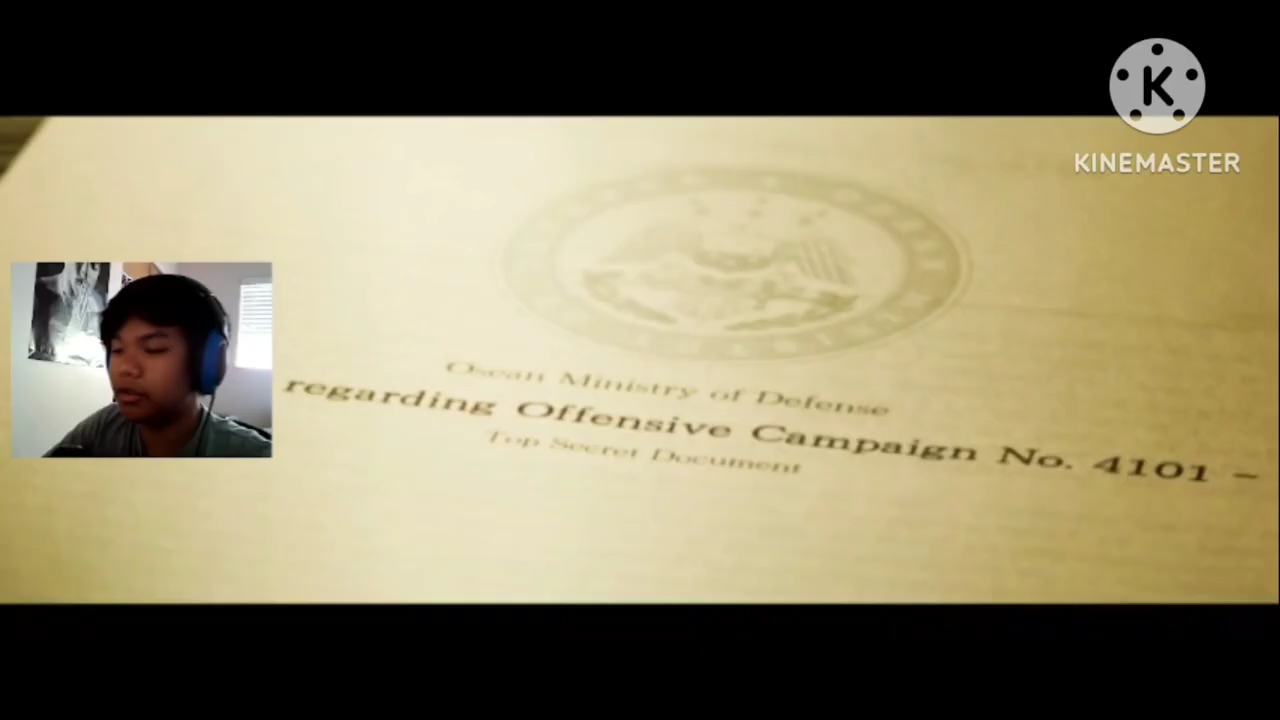 K
KINEMASTER
Osean Ministry of Defense
regarding Offensive Campaign No. 4101 –
Top Secret Document